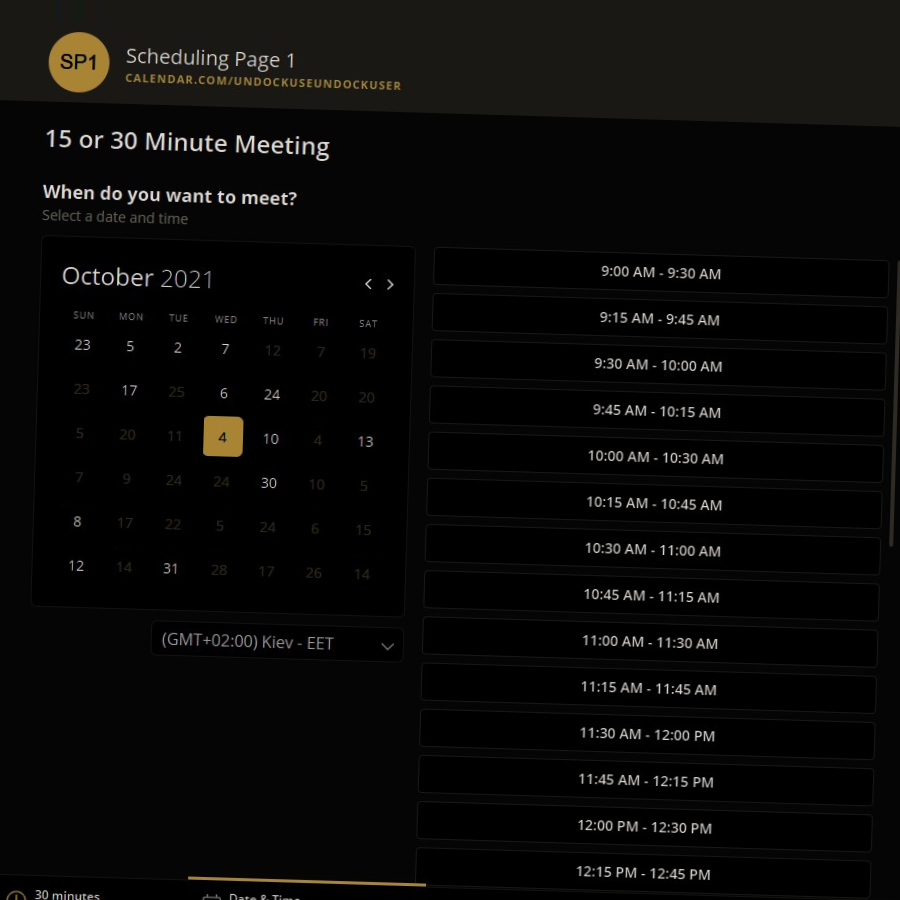 SP1
Scheduling Page 1
CALENDAR.COM/UNDOCKUSEUNDOCKUSER
15 or 30 Minute Meeting
When do you want to meet?
Select a date and time
October 2021
SUN MON TUE WED THU FRI SAT
23 5 2 7 12 7 19
23 17 25 6 24 20 20
5 20 11 4 10 4 13
7 9 24 24 30 10 5
8 17 22 5 24 6 15
12 14 31 28 17 26 14
(GMT+02:00) Kiev - EET
9:00 AM - 9:30 AM
9:15 AM - 9:45 AM
9:30 AM - 10:00 AM
9:45 AM - 10:15 AM
10:00 AM - 10:30 AM
10:15 AM - 10:45 AM
10:30 AM - 11:00 AM
10:45 AM - 11:15 AM
11:00 AM - 11:30 AM
11:15 AM - 11:45 AM
11:30 AM - 12:00 PM
11:45 AM - 12:15 PM
12:00 PM - 12:30 PM
12:15 PM - 12:45 PM
30 minutes
Date & Time